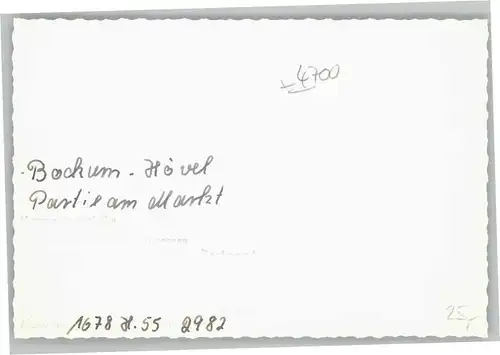 4700
Bockum-Hövel
Partie am Markt
1678 H.55 2982
25,-